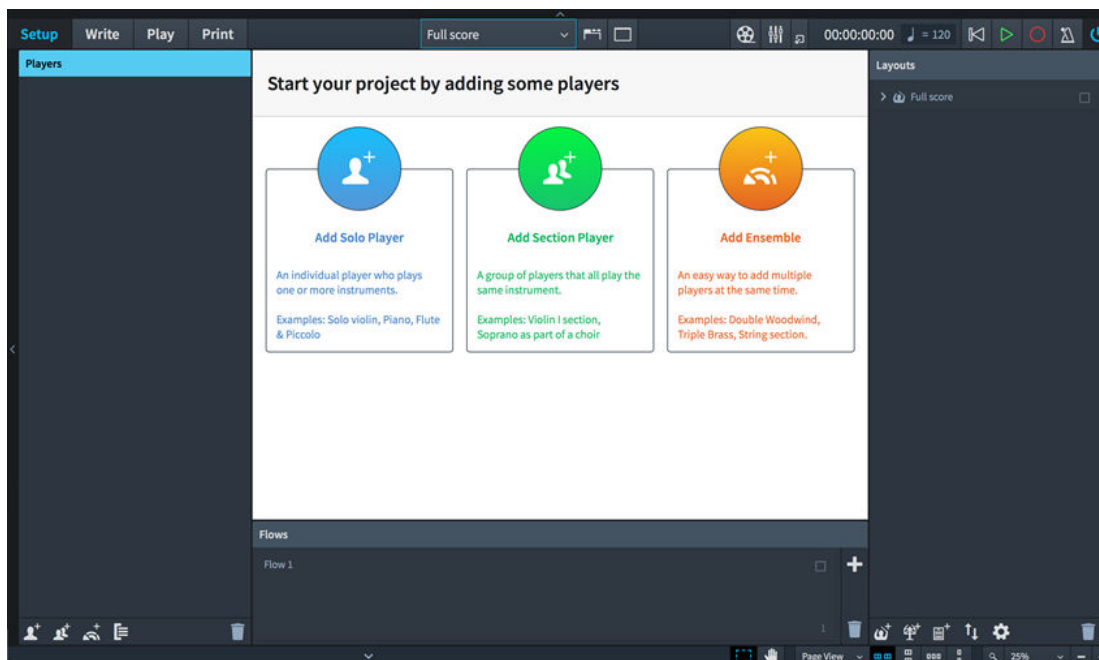 Setup Write Play Print Full score 00:00:00:00 = 120
Players
Layouts
Start your project by adding some players
Full score
Add Solo Player
An individual player who plays
one or more instruments.
Examples: Solo violin, Piano, Flute
& Piccolo
Add Section Player
A group of players that all play the
same instrument.
Examples: Violin I section,
Soprano as part of a choir
Add Ensemble
An easy way to add multiple
players at the same time.
Examples: Double Woodwind,
Triple Brass, String section.
Flows
Flow 1
1
Page View 25%